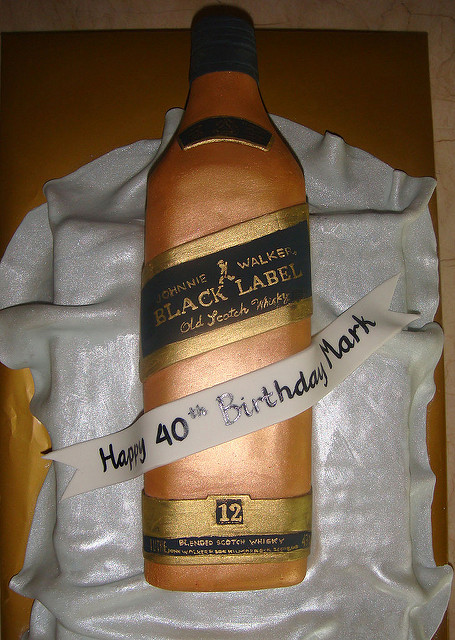 JOHNNIE WALKER
BLACK LABEL
Old Scotch Whisky
Happy 40th Birthday Mark
12
BLENDED SCOTCH WHISKY